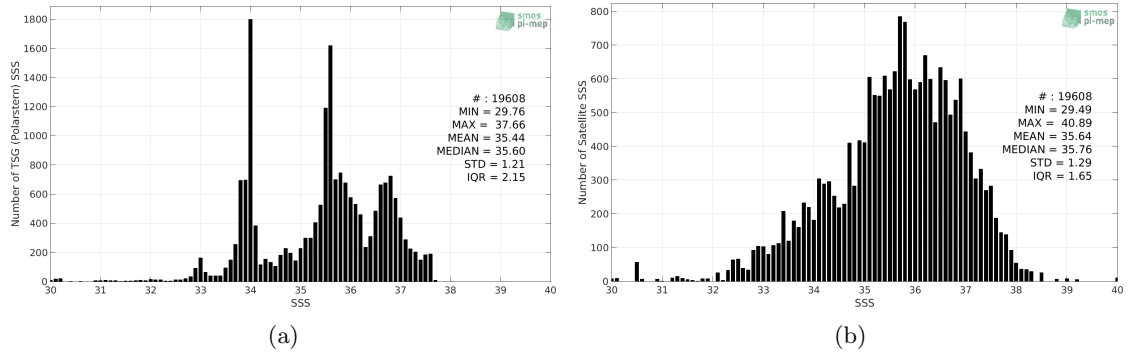 1800
1600
1400
1200
1000
800
600
400
200
0
Number of TSG (Polarstern) SSS
smos
pi-mep
# : 19608
MIN = 29.76
MAX = 37.66
MEAN = 35.44
MEDIAN = 35.60
STD = 1.21
IQR = 2.15
30 31 32 33 34 35 36 37 38 39 40
SSS
(a)
800
700
600
500
400
300
200
100
0
Number of Satellite SSS
smos
pi-mep
# : 19608
MIN = 29.49
MAX = 40.89
MEAN = 35.64
MEDIAN = 35.76
STD = 1.29
IQR = 1.65
30 31 32 33 34 35 36 37 38 39 40
SSS
(b)